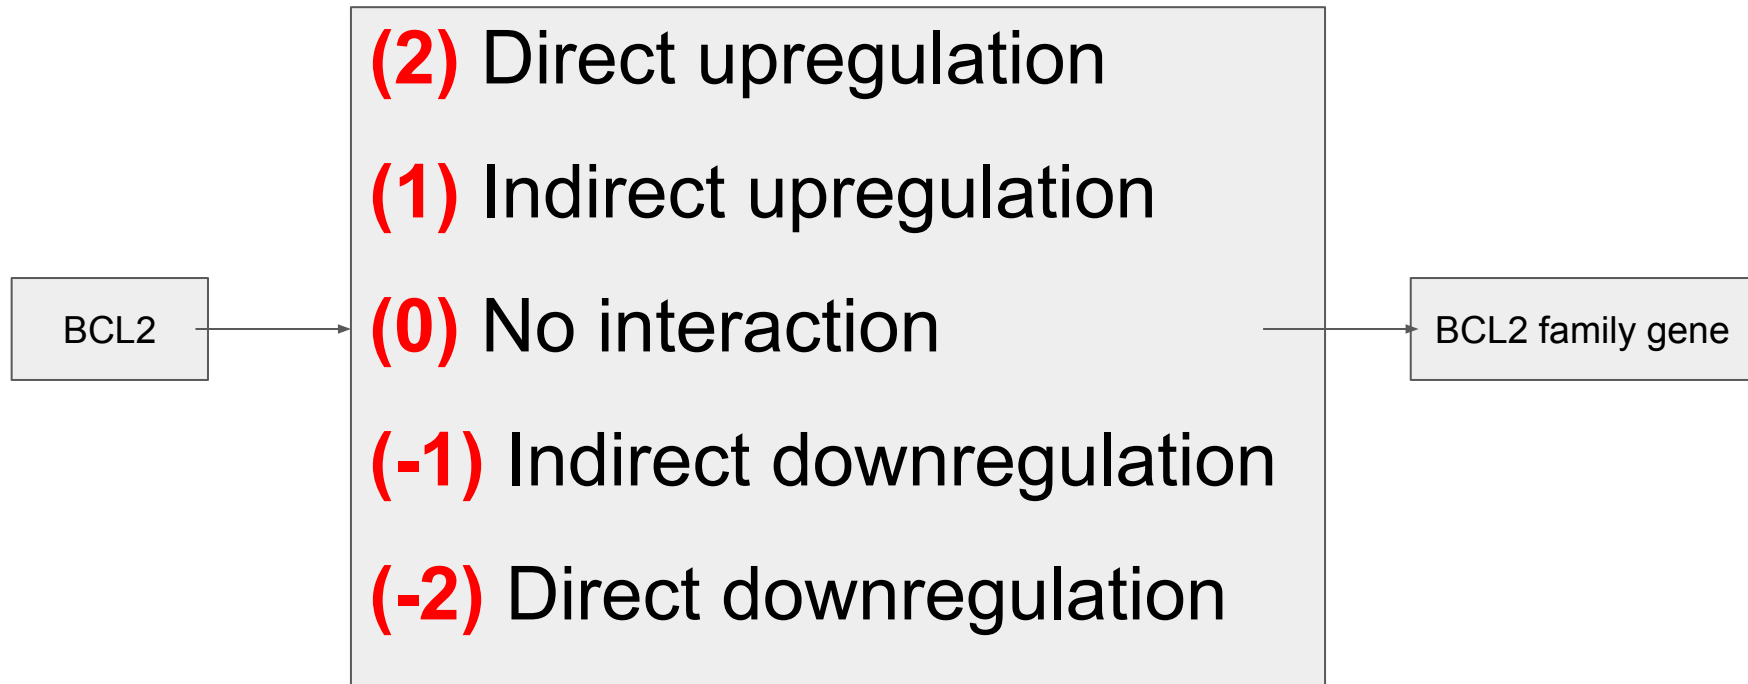 (2) Direct upregulation
(1) Indirect upregulation
BCL2
(0) No interaction
BCL2 family gene
(-1) Indirect downregulation
(-2) Direct downregulation